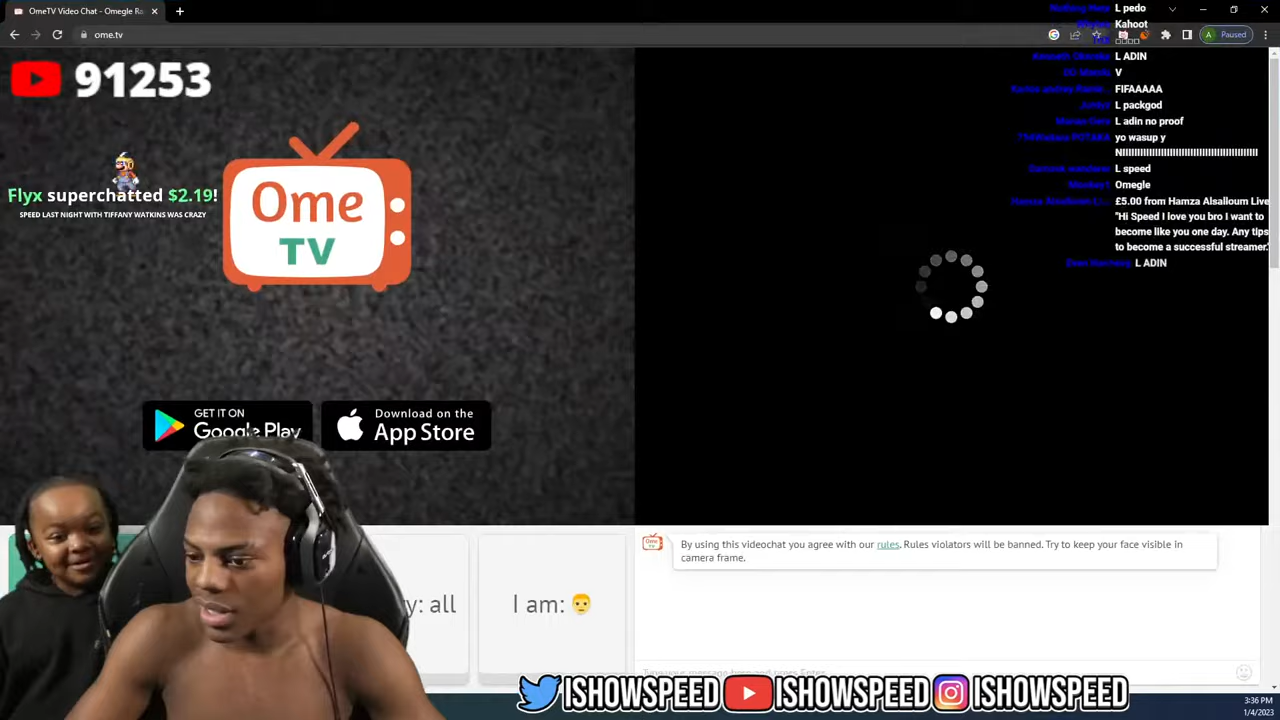 OmeTV Video Chat - Omegle Ra
ome.tv
Paused
91253
Flyx superchatted $2.19!
SPEED LAST NIGHT WITH TIFFANY WATKINS WAS CRAZY
Ome
TV
GET IT ON
Google Play
Download on the
App Store
L pedo
Kahoot
L ADIN
V
FIFAAAAA
L packgod
L adin no proof
yo wasup y
L speed
Omegle
£5.00 from Hamza Alsalloum Live
"Hi Speed I love you bro I want to
become like you one day. Any tips
to become a successful streamer."
L ADIN
By using this videochat you agree with our rules. Rules violators will be banned. Try to keep your face visible in
camera frame.
y: all
I am:
ISHOWSPEED
ISHOWSPEED
ISHOWSPEED
3:36 PM
1/4/2023